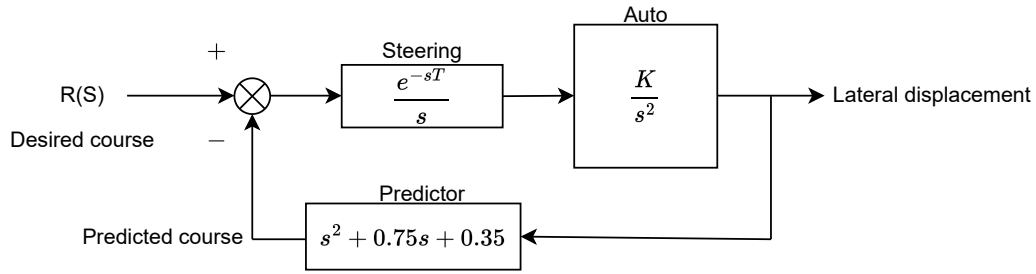 Auto
+
Steering
R(S)
e^{-sT}
s
K
s^2
Lateral displacement
Desired course
−
Predictor
Predicted course
s^2 + 0.75s + 0.35